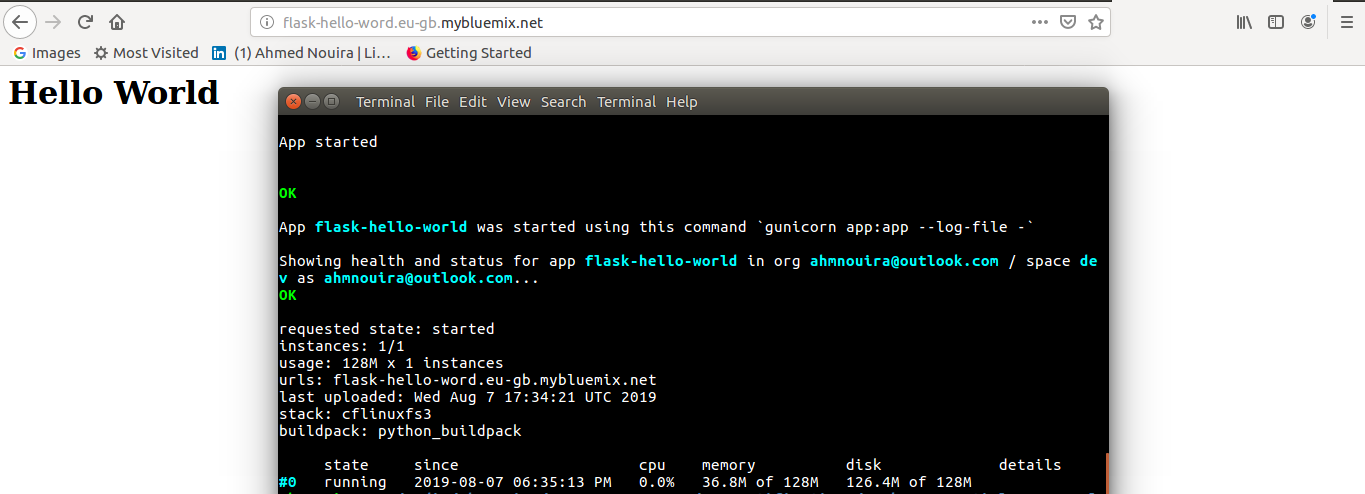 flask-hello-word.eu-gb.mybluemix.net
Images Most Visited (1) Ahmed Nouira | Li… Getting Started
Hello World
Terminal File Edit View Search Terminal Help
App started
OK
App flask-hello-world was started using this command `gunicorn app:app --log-file -`
Showing health and status for app flask-hello-world in org ahmnouira@outlook.com / space de
v as ahmnouira@outlook.com...
OK
requested state: started
instances: 1/1
usage: 128M x 1 instances
urls: flask-hello-word.eu-gb.mybluemix.net
last uploaded: Wed Aug 7 17:34:21 UTC 2019
stack: cflinuxfs3
buildpack: python_buildpack
state since cpu memory disk details
#0 running 2019-08-07 06:35:13 PM 0.0% 36.8M of 128M 126.4M of 128M